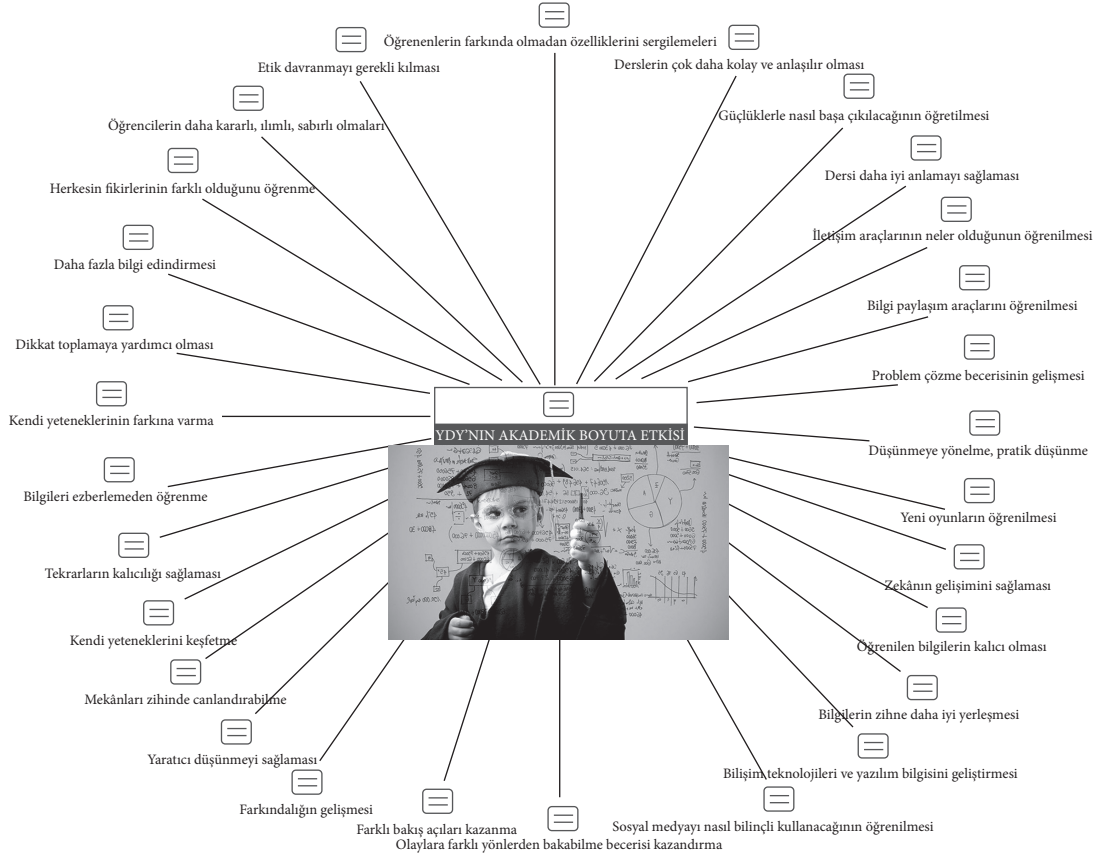 Öğrenenlerin farkında olmadan özelliklerini sergilemeleri
Etik davranmayı gerekli kılması
Derslerin çok daha kolay ve anlaşılır olması
Öğrencilerin daha kararlı, ılımlı, sabırlı olmaları
Güçlüklerle nasıl başa çıkılacağının öğretilmesi
Herkesin fikirlerinin farklı olduğunu öğrenme
Dersi daha iyi anlamayı sağlaması
İletişim araçlarının neler olduğunun öğrenilmesi
Daha fazla bilgi edindirmesi
Bilgi paylaşım araçlarını öğrenilmesi
Dikkat toplamaya yardımcı olması
Problem çözme becerisinin gelişmesi
Kendi yeteneklerinin farkına varma
YDY'NIN AKADEMİK BOYUTA ETKİSİ
Düşünmeye yönelme, pratik düşünme
Bilgileri ezberlemeden öğrenme
Yeni oyunların öğrenilmesi
Tekrarların kalıcılığı sağlaması
Zekânın gelişimini sağlaması
Kendi yeteneklerini keşfetme
Öğrenilen bilgilerin kalıcı olması
Mekânları zihinde canlandırabilme
Bilgilerin zihne daha iyi yerleşmesi
Yaratıcı düşünmeyi sağlaması
Bilişim teknolojileri ve yazılım bilgisini geliştirmesi
Farkındalığın gelişmesi
Farklı bakış açıları kazanma
Sosyal medyayı nasıl bilinçli kullanacağının öğrenilmesi
Olaylara farklı yönlerden bakabilme becerisi kazandırma